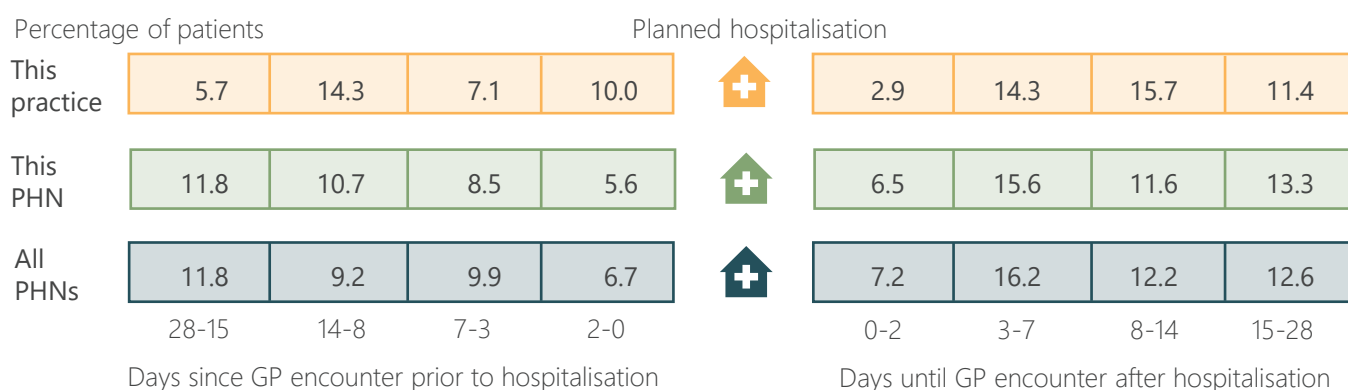 Percentage of patients Planned hospitalisation
This practice 5.7 14.3 7.1 10.0 2.9 14.3 15.7 11.4
This PHN 11.8 10.7 8.5 5.6 6.5 15.6 11.6 13.3
All PHNs 11.8 9.2 9.9 6.7 7.2 16.2 12.2 12.6
28-15 14-8 7-3 2-0 0-2 3-7 8-14 15-28
Days since GP encounter prior to hospitalisation Days until GP encounter after hospitalisation